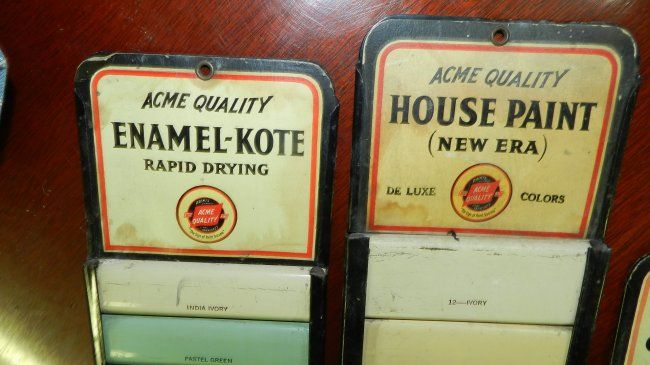 ACME QUALITY
ENAMEL-KOTE
RAPID DRYING
ACME
QUALITY
INDIA IVORY
PASTEL GREEN
ACME QUALITY
HOUSE PAINT
(NEW ERA)
DE LUXE COLORS
ACME
QUALITY
12—IVORY